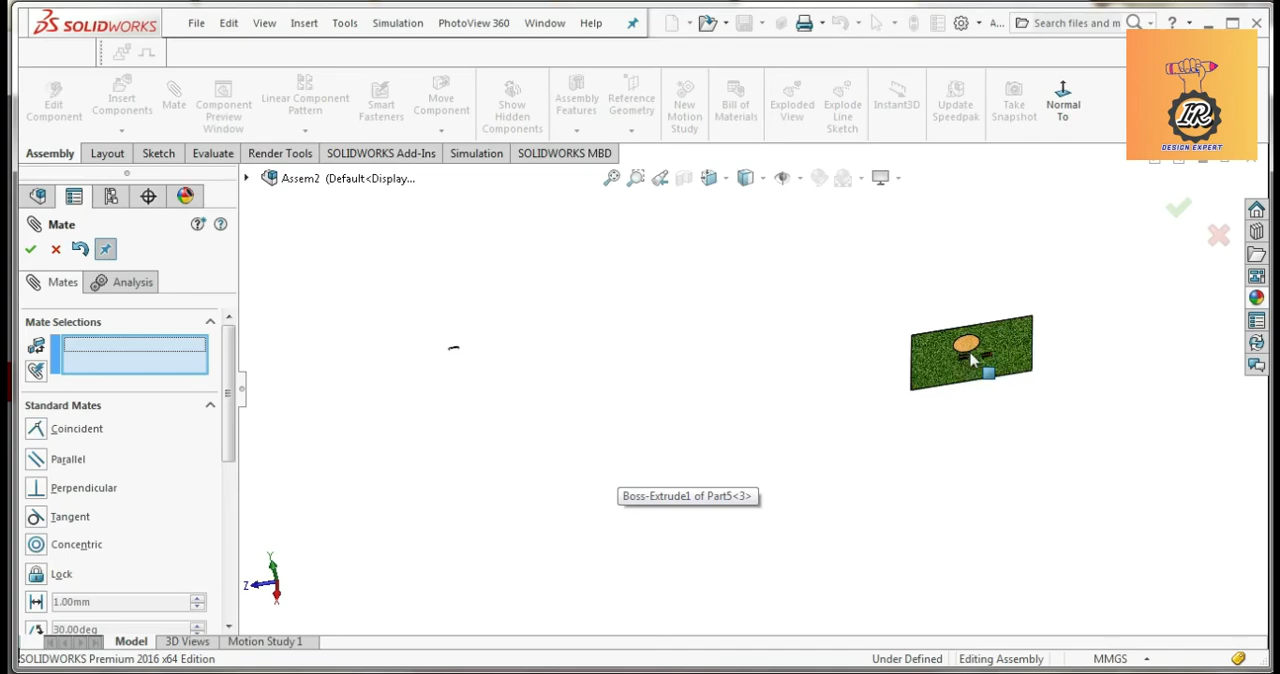 SOLIDWORKS File Edit View Insert Tools Simulation PhotoView 360 Window Help A... Search files and m ?
Edit Component
Insert Components
Mate
Component Preview Window
Linear Component Pattern
Smart Fasteners
Move Component
Show Hidden Components
Assembly Features
Reference Geometry
New Motion Study
Bill of Materials
Exploded View
Explode Line Sketch
Instant3D
Update Speedpak
Take Snapshot
Normal To
IR
DESIGN EXPERT
Assembly Layout Sketch Evaluate Render Tools SOLIDWORKS Add-Ins Simulation SOLIDWORKS MBD
Assem2 (Default<Display...
Mate
Mates Analysis
Mate Selections
Standard Mates
Coincident
Parallel
Perpendicular
Tangent
Concentric
Lock
1.00mm
30.00deg
Boss-Extrude1 of Part5<3>
Y
Z
X
Model 3D Views Motion Study 1
SOLIDWORKS Premium 2016 x64 Edition Under Defined Editing Assembly MMGS